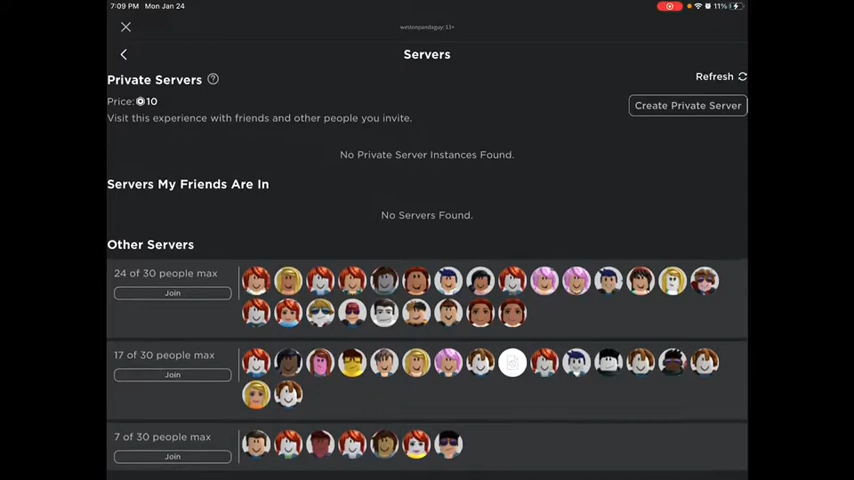 7:09 PM Mon Jan 24
11%
westonpandaguy: 13+
Servers
Private Servers
Refresh
Price: 10
Create Private Server
Visit this experience with friends and other people you invite.
No Private Server Instances Found.
Servers My Friends Are In
No Servers Found.
Other Servers
24 of 30 people max
Join
17 of 30 people max
Join
7 of 30 people max
Join